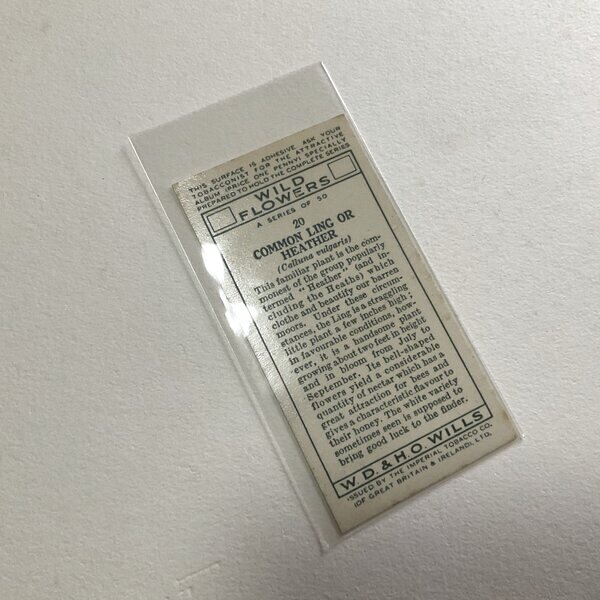 THIS SURFACE IS ADHESIVE. ASK YOUR
TOBACCONIST FOR THE ATTRACTIVE
ALBUM (PRICE ONE PENNY) SPECIALLY
PREPARED TO HOLD THE COMPLETE SERIES
WILD
FLOWERS
A SERIES OF 50
20
COMMON LING OR
HEATHER
(Calluna vulgaris)
This familiar plant is the com-
monest of the group popularly
termed "Heather" (and in-
cluding the Heaths) which
clothe and beautify our barren
moors. Under these circum-
stances, the Ling is a straggling
little plant a few inches high;
in favourable conditions, how-
ever, it is a handsome plant
growing about two feet in height
and in bloom from July to
September. Its bell-shaped
flowers yield a considerable
quantity of nectar which has a
great attraction for bees and
gives a characteristic flavour to
their honey. The white variety
sometimes seen is supposed to
bring good luck to the finder.
W.D. & H.O. WILLS
ISSUED BY THE IMPERIAL TOBACCO CO.
(OF GREAT BRITAIN & IRELAND), LTD.